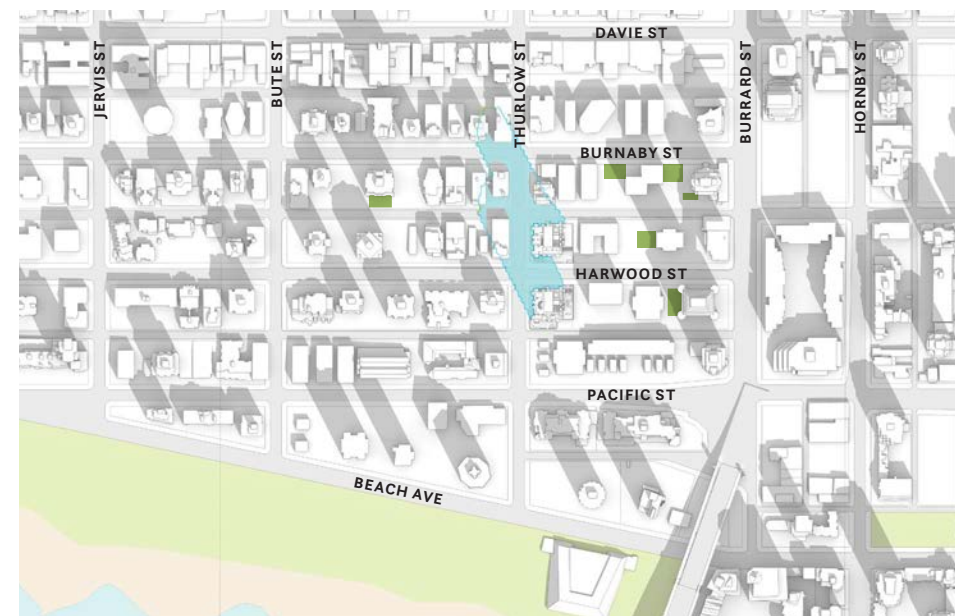 DAVIE ST
JERVIS ST
BUTE ST
THURLOW ST
BURRARD ST
HORNBY ST
BURNABY ST
HARWOOD ST
PACIFIC ST
BEACH AVE